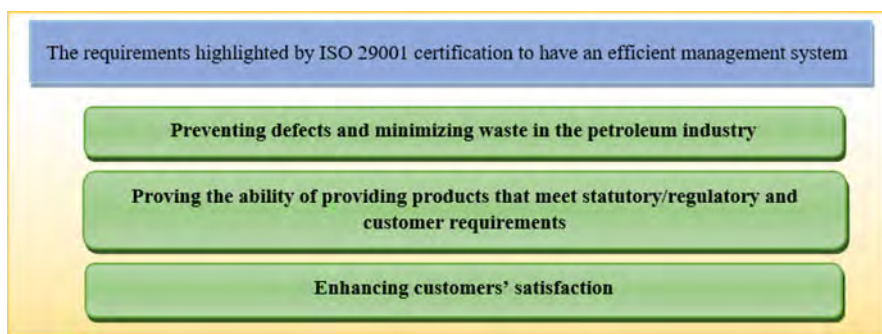 The requirements highlighted by ISO 29001 certification to have an efficient management system
Preventing defects and minimizing waste in the petroleum industry
Proving the ability of providing products that meet statutory/regulatory and
customer requirements
Enhancing customers’ satisfaction